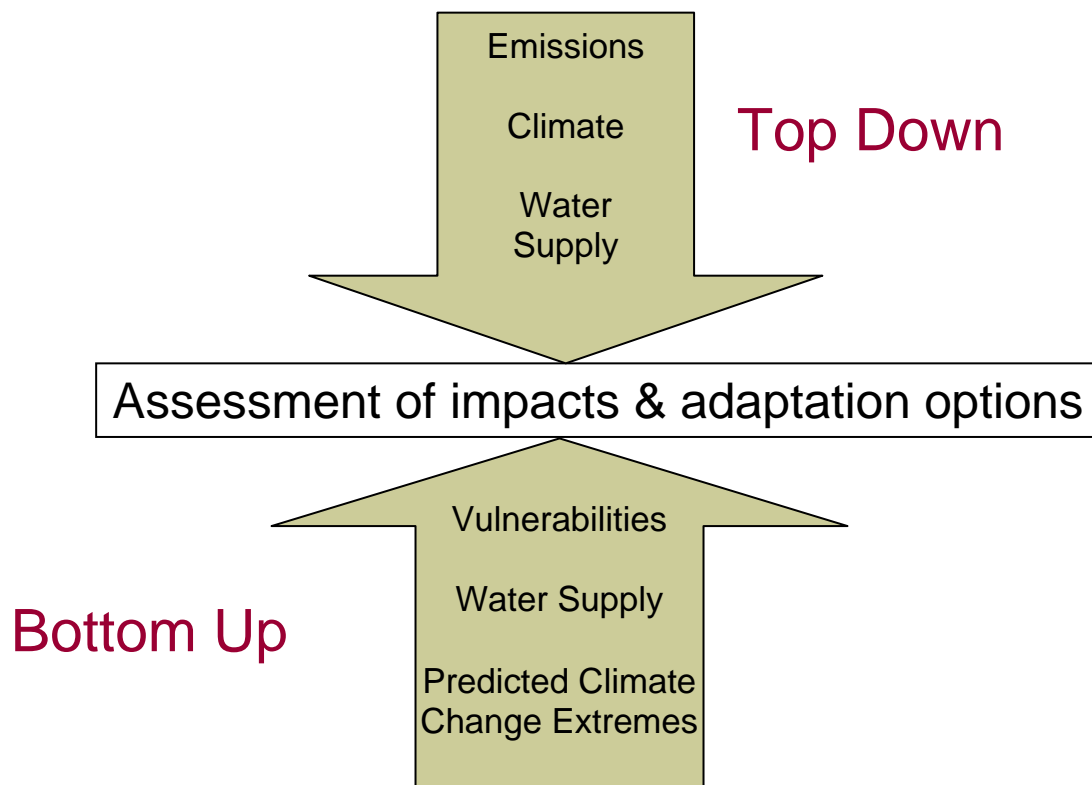 Emissions
Climate
Top Down
Water
Supply
Assessment of impacts & adaptation options
Vulnerabilities
Water Supply
Bottom Up
Predicted Climate
Change Extremes